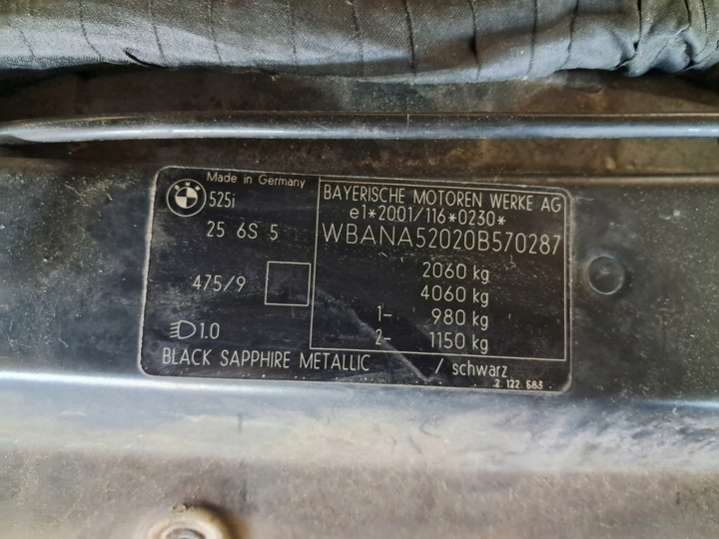 Made in Germany
525i
25 6S 5
475/9
1.0
BLACK SAPPHIRE METALLIC / schwarz
BAYERISCHE MOTOREN WERKE AG
e1*2001/116*0230*
WBANA52020B570287
2060 kg
4060 kg
1- 980 kg
2- 1150 kg
2 122 683